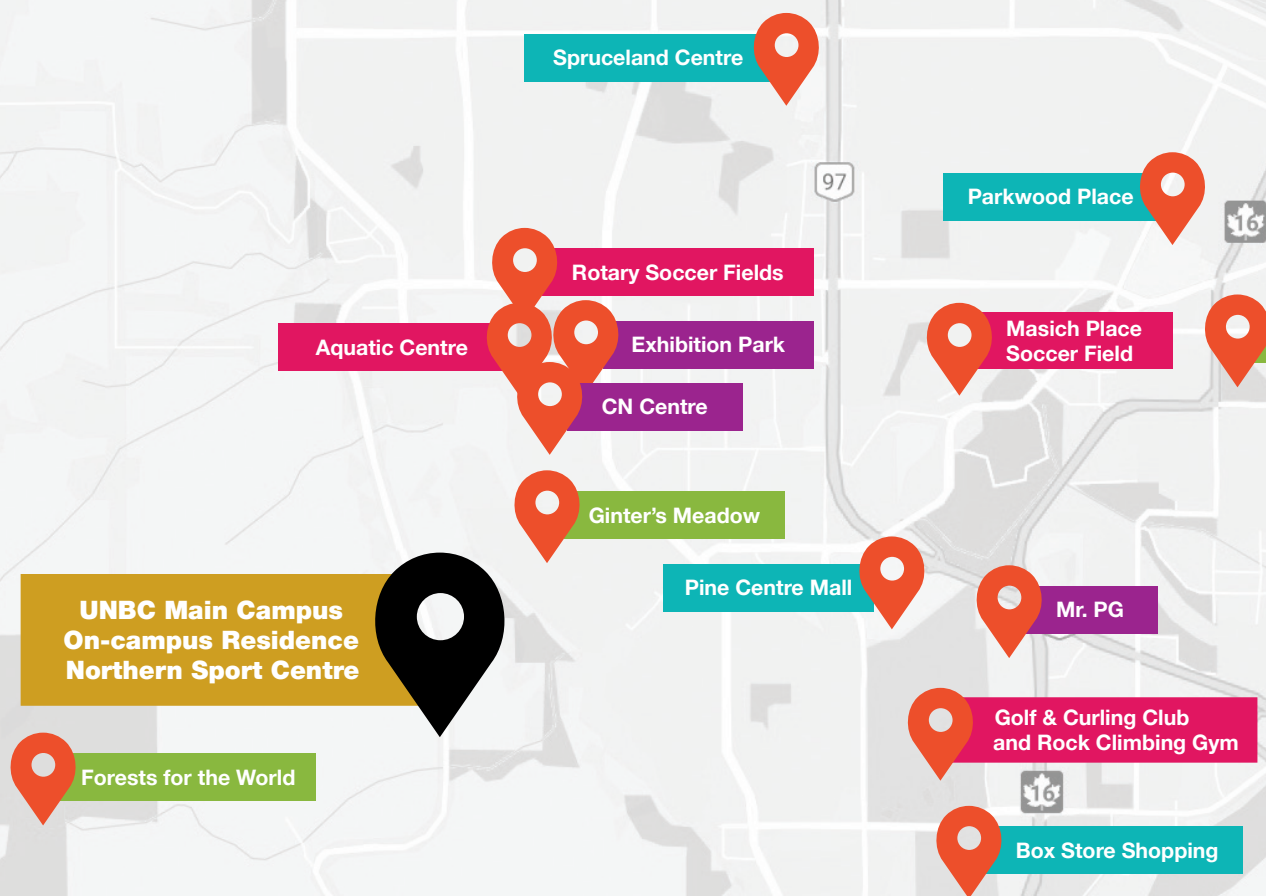 Spruceland Centre
97
Parkwood Place
16
Rotary Soccer Fields
Masich Place
Soccer Field
Aquatic Centre
Exhibition Park
CN Centre
Ginter’s Meadow
Pine Centre Mall
UNBC Main Campus
On-campus Residence
Northern Sport Centre
Mr. PG
Golf & Curling Club
and Rock Climbing Gym
Forests for the World
16
Box Store Shopping